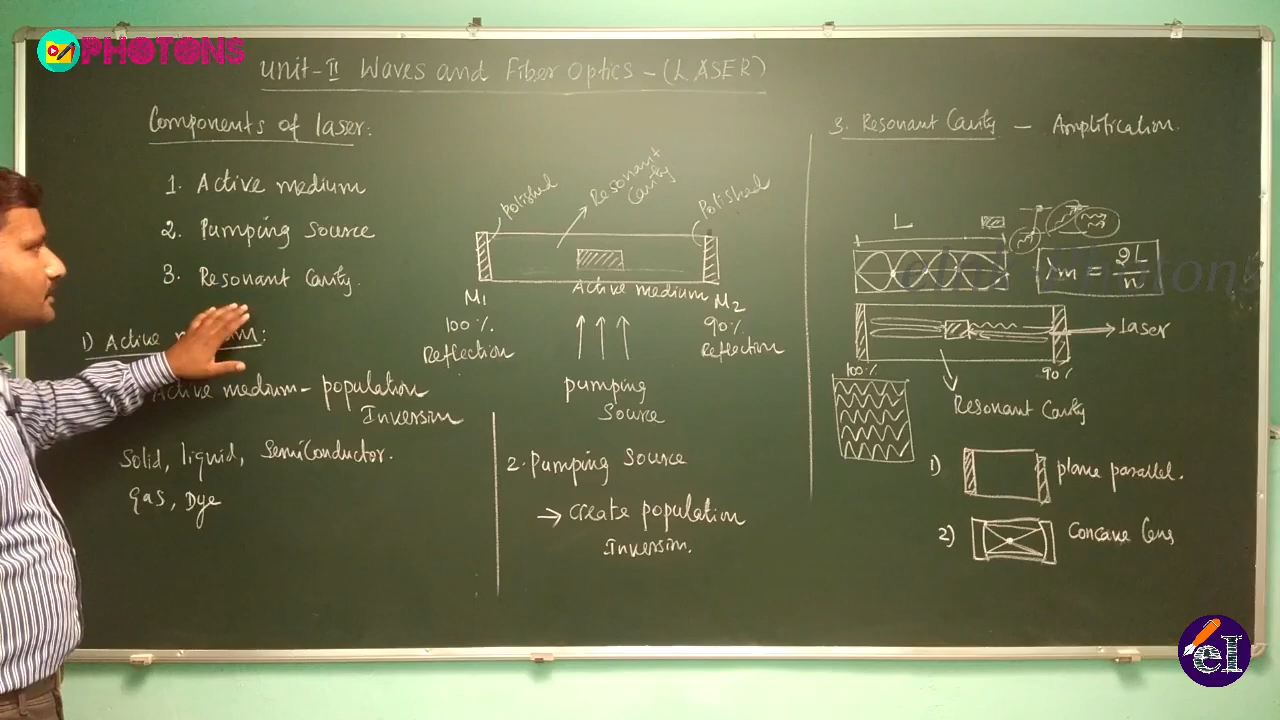 PHOTONS
Unit-II Waves and Fiber Optics - (LASER)
Components of laser:
1. Active medium
2. Pumping Source
3. Resonant Cavity.
1) Active medium:
Active medium - population
Inversion
Solid, liquid, Semiconductor.
gas, Dye
Polished
Resonant
Cavity
Polished
Active medium
M1
100%
Reflection
M2
90%
Reflection
pumping
Source
2. Pumping Source
→ Create population
Inversion.
3. Resonant Cavity - Amplification.
L
λm = 2L/n
Photons
→ laser
100%
90%
Resonant Cavity
1) plane parallel.
2) Concave lens
eI